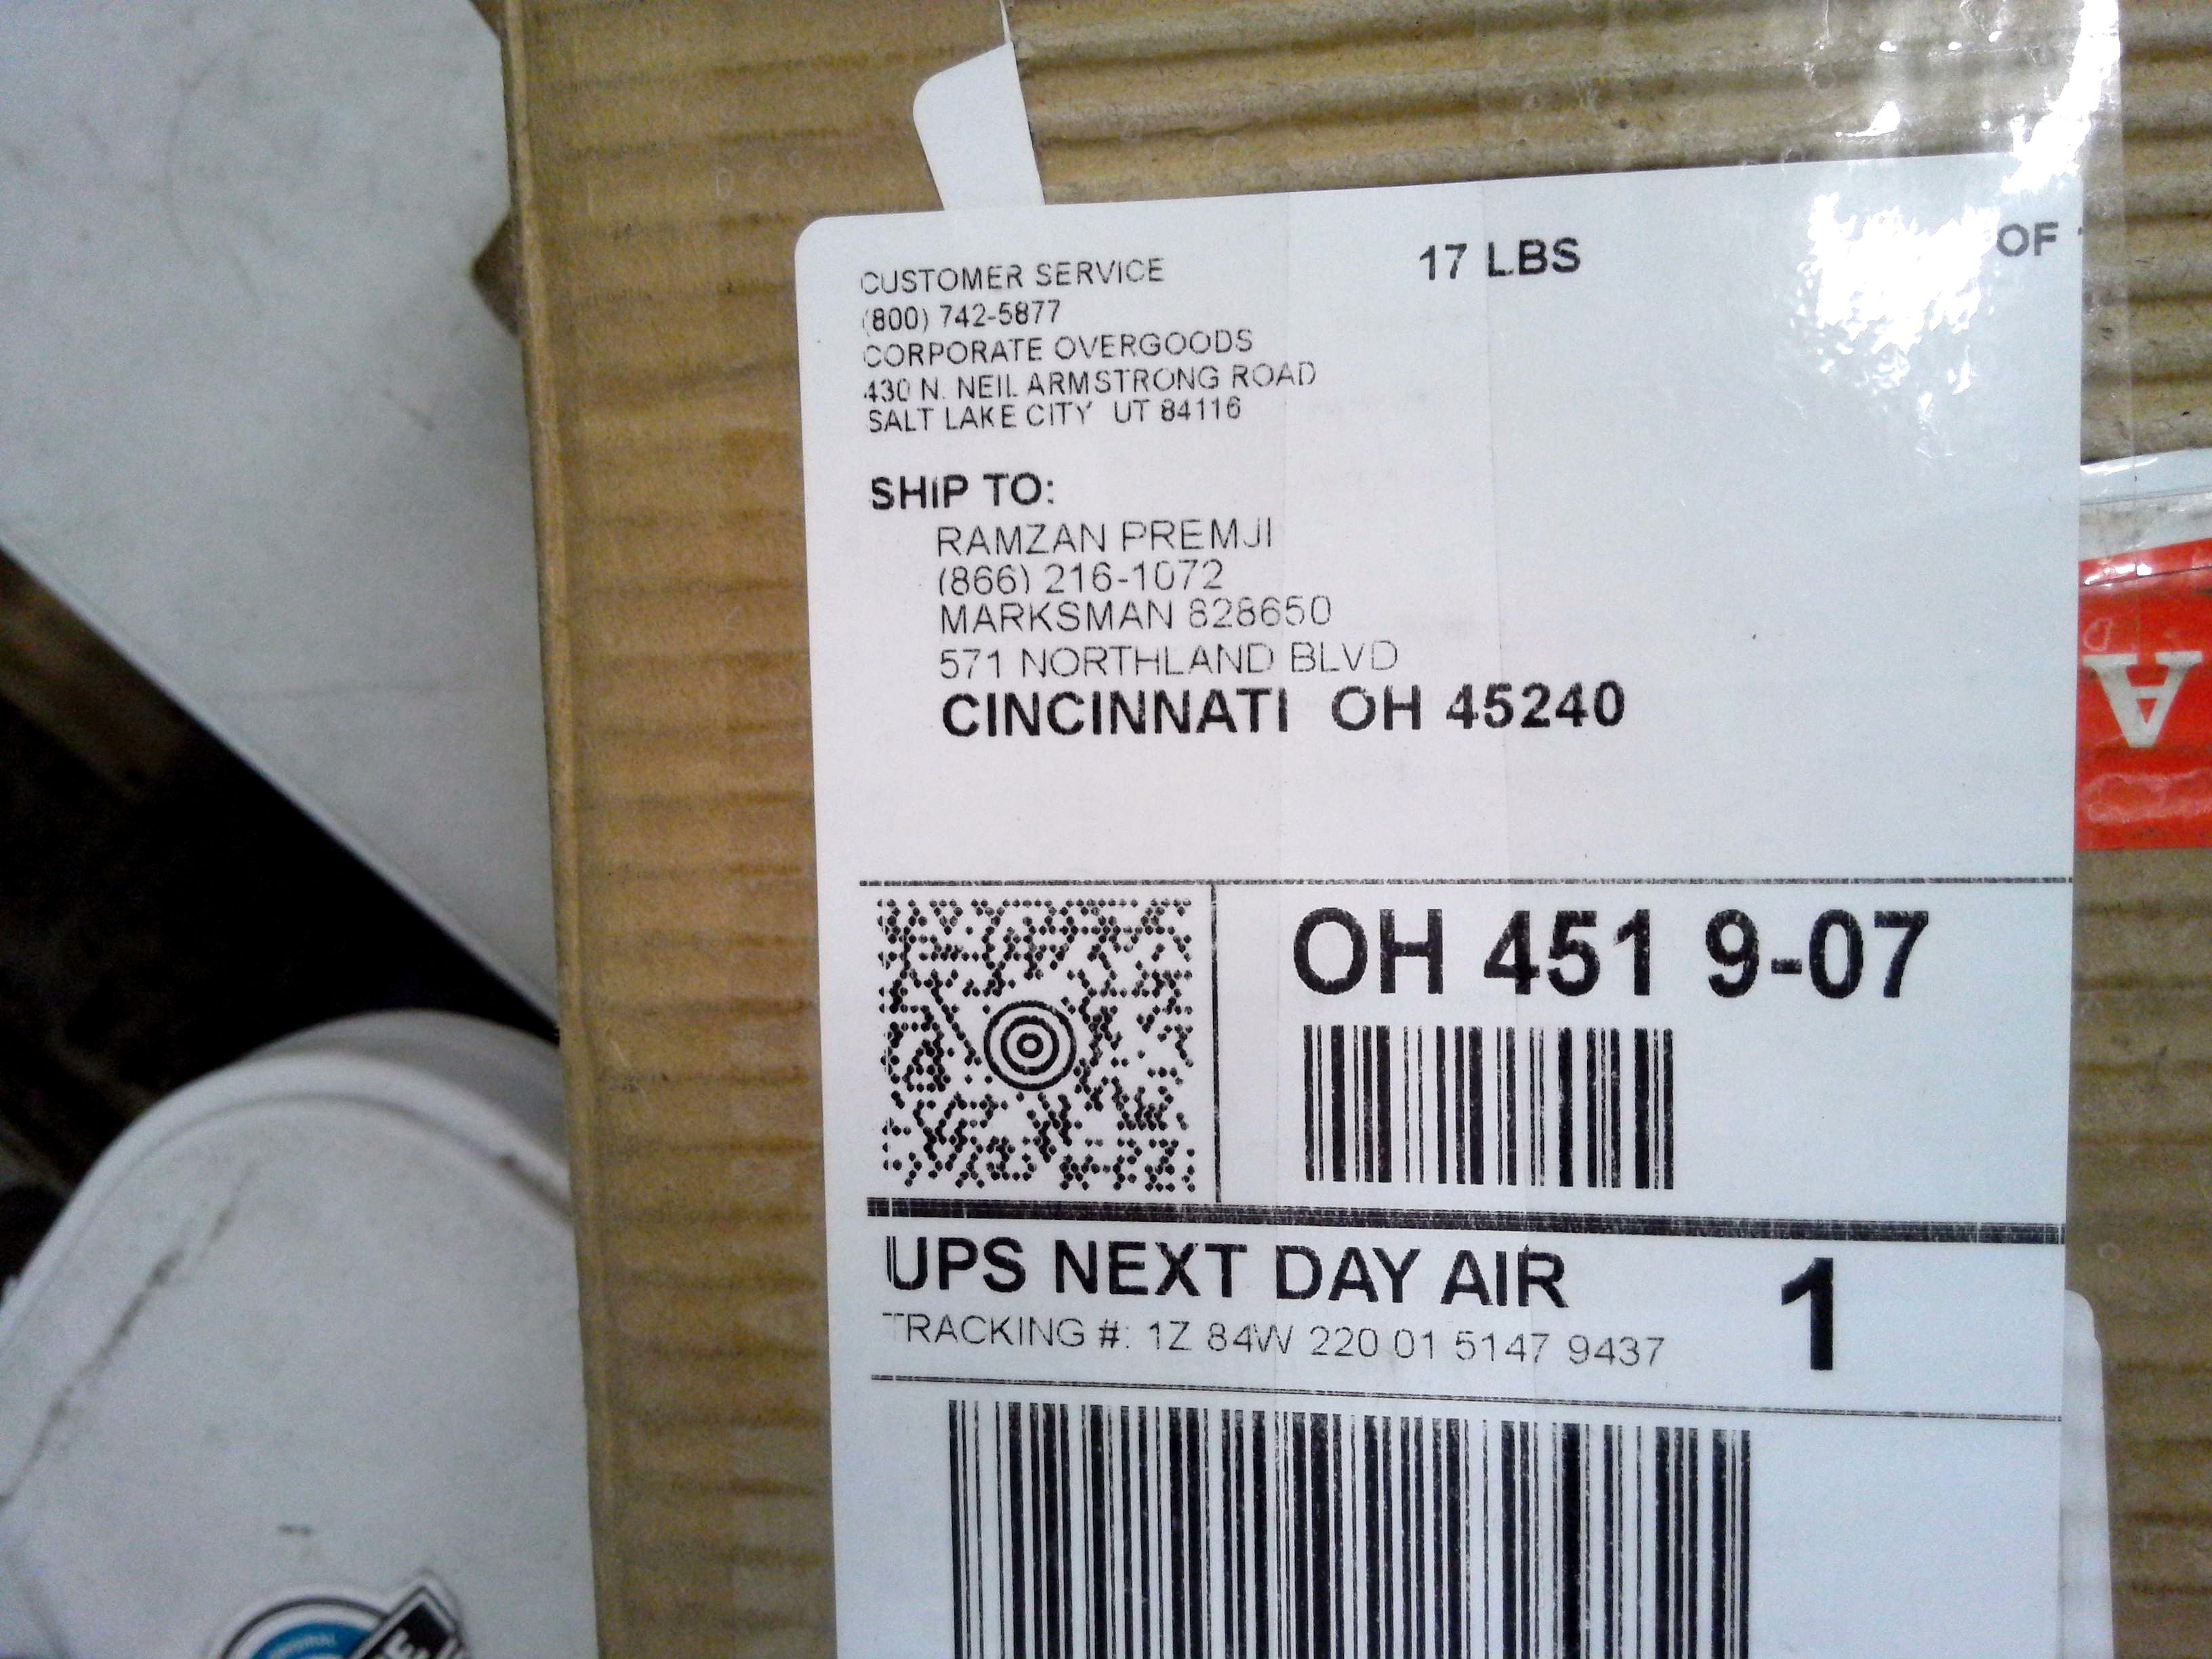 CUSTOMER SERVICE
(800) 742-5877
CORPORATE OVERGOODS
430 N. NEIL ARMSTRONG ROAD
SALT LAKE CITY UT 84116
17 LBS
OF
SHIP TO:
RAMZAN PREMJI
(866) 216-1072
MARKSMAN 828650
571 NORTHLAND BLVD
CINCINNATI OH 45240
A
OH 451 9-07
UPS NEXT DAY AIR
1
TRACKING #: 1Z 84W 220 01 5147 9437